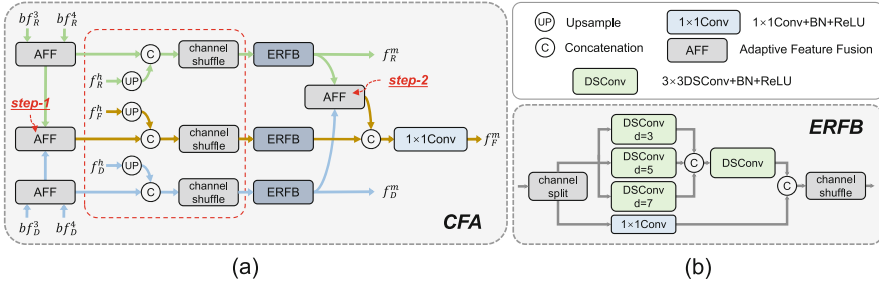 bf_R^3 bf_R^4
AFF
C
channel
shuffle
ERFB
f_R^m
f_R^h
UP
step-1
step-2
AFF
f_F^h
UP
AFF
C
channel
shuffle
ERFB
C
1×1Conv
f_F^m
f_D^h
UP
AFF
C
channel
shuffle
ERFB
f_D^m
bf_D^3 bf_D^4
CFA
(a)
UP Upsample
1×1Conv 1×1Conv+BN+ReLU
C Concatenation
AFF Adaptive Feature Fusion
DSConv 3×3DSConv+BN+ReLU
ERFB
channel
split
DSConv
d=3
DSConv
d=5
DSConv
d=7
1×1Conv
C
DSConv
C
channel
shuffle
(b)